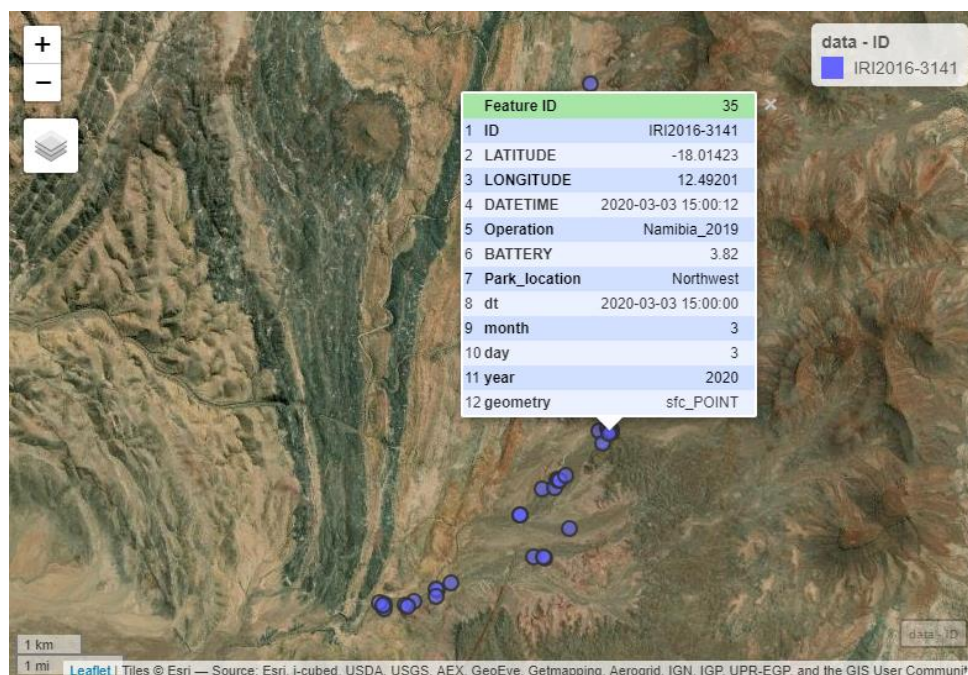 +
−
data - ID
IRI2016-3141
Feature ID 35
1 ID IRI2016-3141
2 LATITUDE -18.01423
3 LONGITUDE 12.49201
4 DATETIME 2020-03-03 15:00:12
5 Operation Namibia_2019
6 BATTERY 3.82
7 Park_location Northwest
8 dt 2020-03-03 15:00:00
9 month 3
10 day 3
11 year 2020
12 geometry sfc_POINT
×
data - ID
1 km
1 mi
Leaflet | Tiles © Esri — Source: Esri, i-cubed, USDA, USGS, AEX, GeoEye, Getmapping, Aerogrid, IGN, IGP, UPR-EGP, and the GIS User Communit